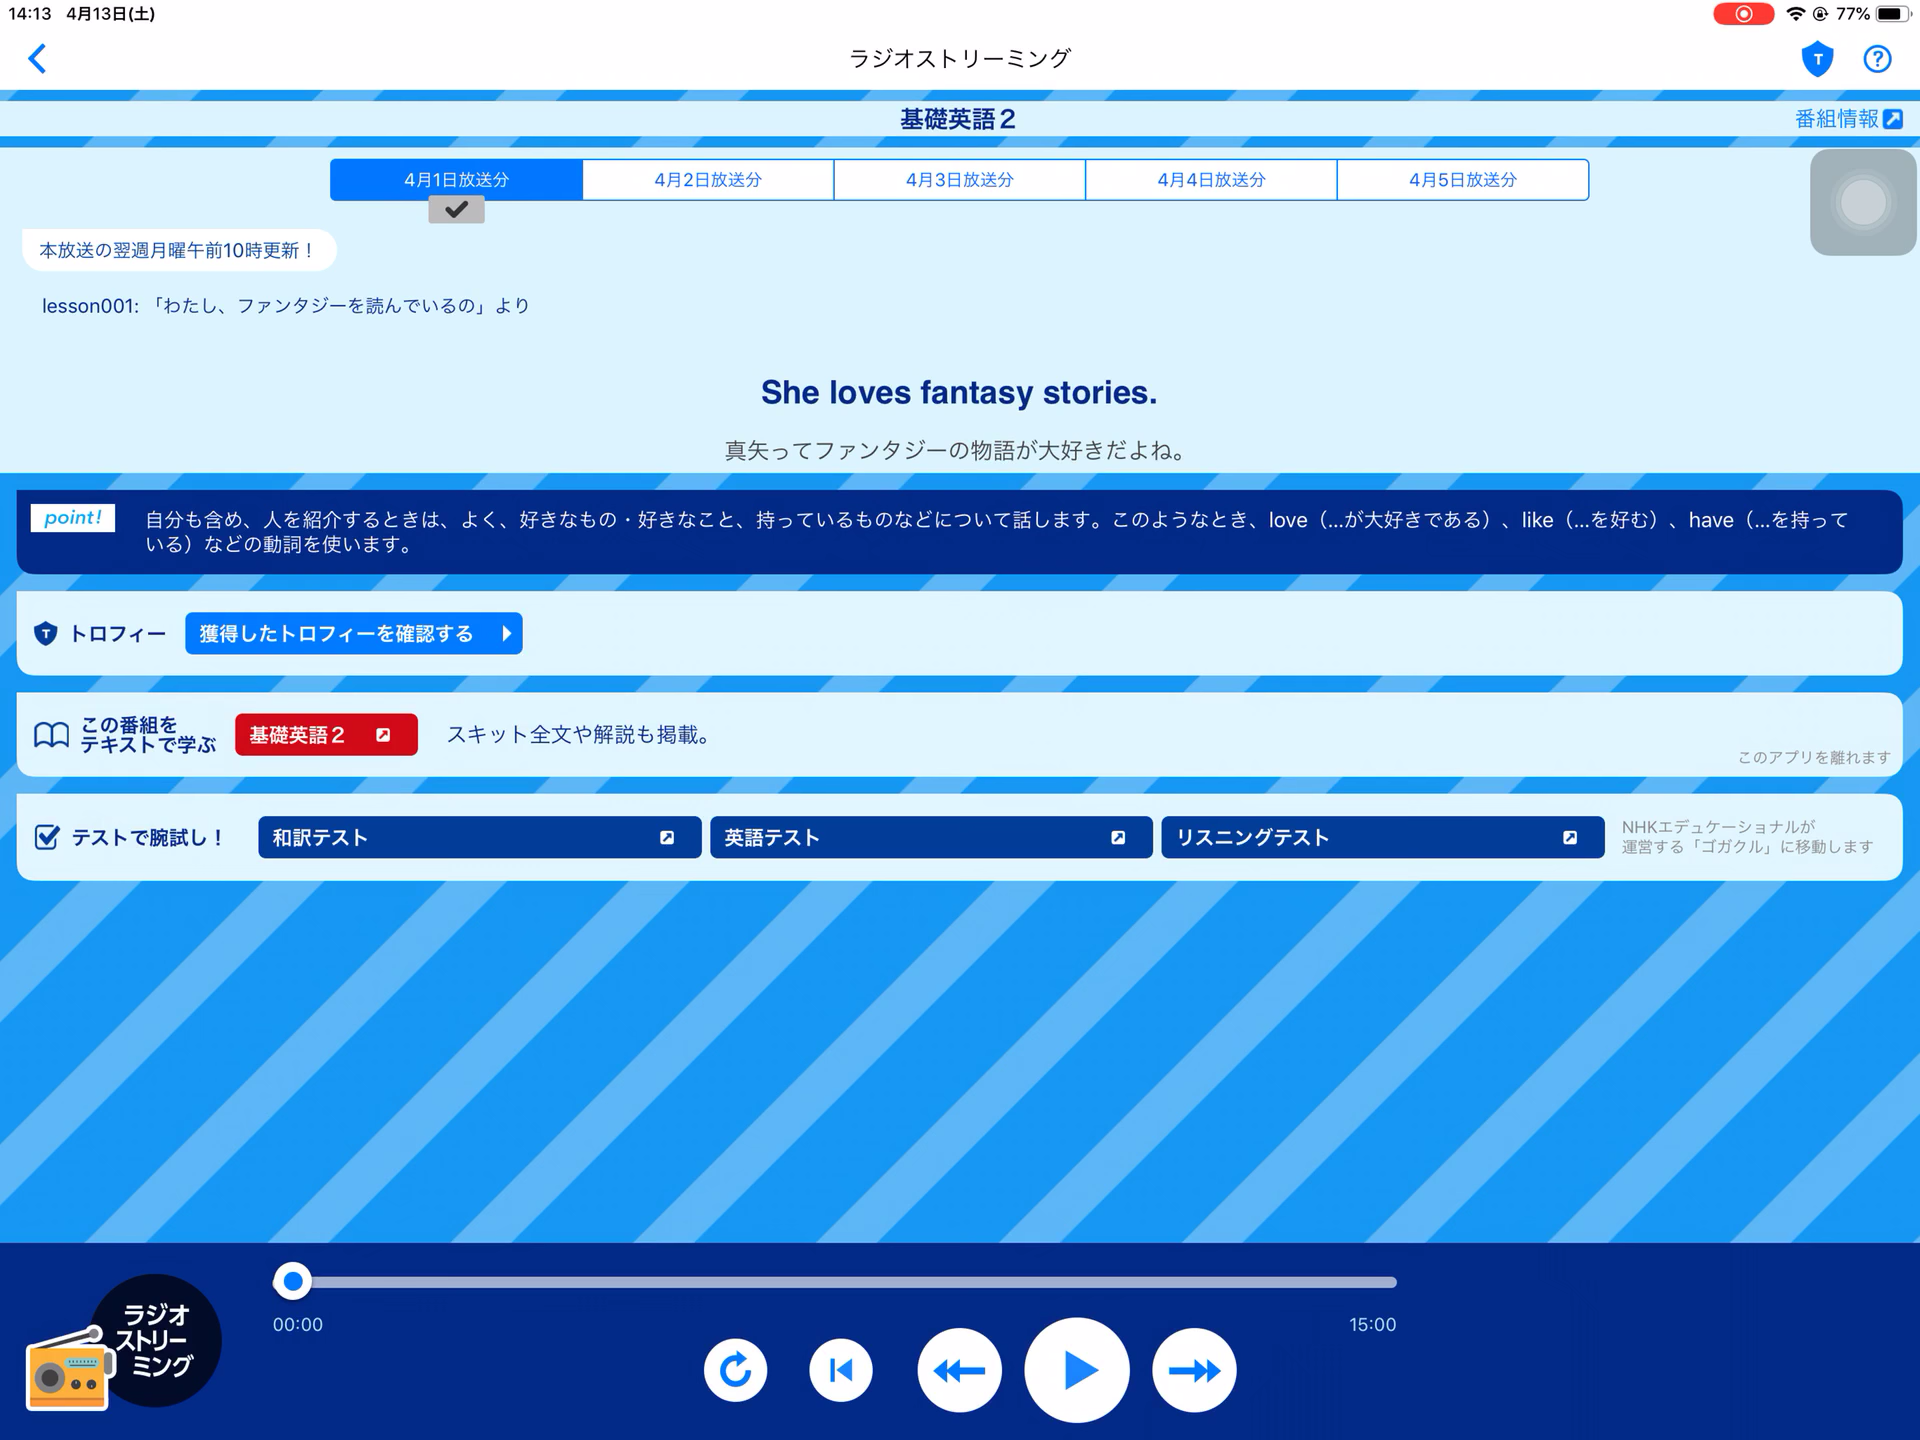 14:13 4月13日(土)
77%
ラジオストリーミング
T
?
基礎英語２
番組情報
4月1日放送分
4月2日放送分
4月3日放送分
4月4日放送分
4月5日放送分
本放送の翌週月曜午前10時更新！
lesson001: 「わたし、ファンタジーを読んでいるの」より
She loves fantasy stories.
真矢ってファンタジーの物語が大好きだよね。
point!
自分も含め、人を紹介するときは、よく、好きなもの・好きなこと、持っているものなどについて話します。このようなとき、love（...が大好きである）、like（...を好む）、have（...を持って
いる）などの動詞を使います。
T トロフィー
獲得したトロフィーを確認する
この番組を
テキストで学ぶ
基礎英語２
スキット全文や解説も掲載。
このアプリを離れます
テストで腕試し！
和訳テスト
英語テスト
リスニングテスト
NHKエデュケーショナルが
運営する「ゴガクル」に移動します
ラジオ
ストリー
ミング
00:00
15:00